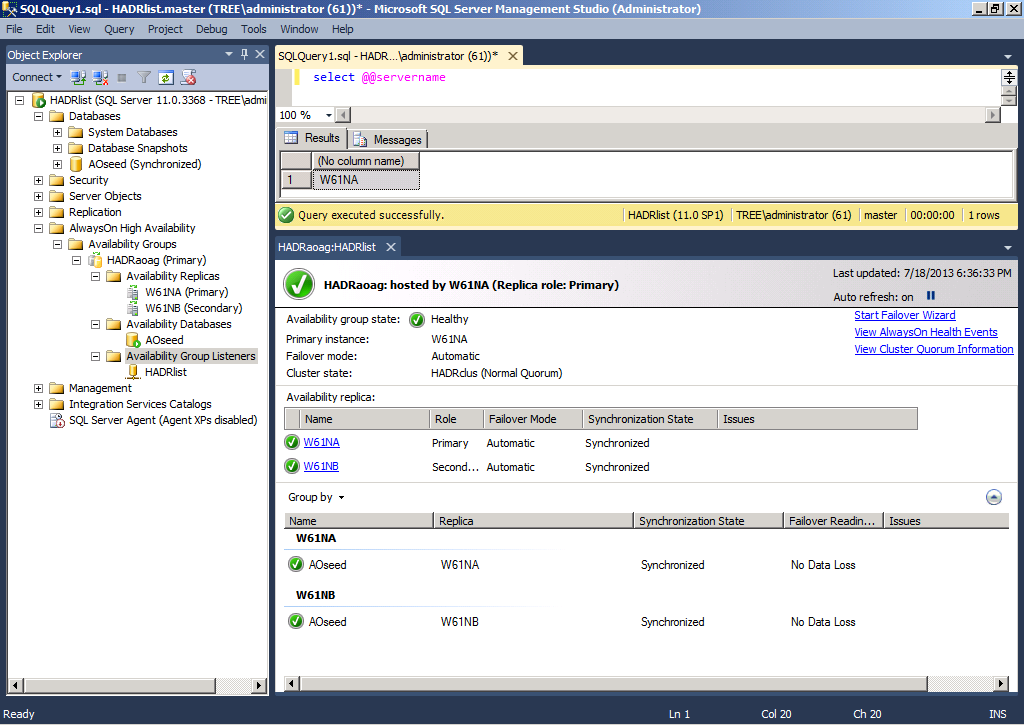 SQLQuery1.sql - HADRlist.master (TREE\administrator (61))* - Microsoft SQL Server Management Studio (Administrator)
File Edit View Query Project Debug Tools Window Help
Object Explorer
Connect
HADRlist (SQL Server 11.0.3368 - TREE\admi
Databases
System Databases
Database Snapshots
AOseed (Synchronized)
Security
Server Objects
Replication
AlwaysOn High Availability
Availability Groups
HADRaoag (Primary)
Availability Replicas
W61NA (Primary)
W61NB (Secondary)
Availability Databases
AOseed
Availability Group Listeners
HADRlist
Management
Integration Services Catalogs
SQL Server Agent (Agent XPs disabled)
SQLQuery1.sql - HADR...\administrator (61))*
select @@servername
100 %
Results Messages
(No column name)
1 W61NA
Query executed successfully. HADRlist (11.0 SP1) TREE\administrator (61) master 00:00:00 1 rows
HADRaoag:HADRlist
HADRaoag: hosted by W61NA (Replica role: Primary)
Last updated: 7/18/2013 6:36:33 PM
Auto refresh: on
Availability group state: Healthy
Primary instance: W61NA
Failover mode: Automatic
Cluster state: HADRclus (Normal Quorum)
Start Failover Wizard
View AlwaysOn Health Events
View Cluster Quorum Information
Availability replica:
Name Role Failover Mode Synchronization State Issues
W61NA Primary Automatic Synchronized
W61NB Second... Automatic Synchronized
Group by
Name Replica Synchronization State Failover Readin... Issues
W61NA
AOseed W61NA Synchronized No Data Loss
W61NB
AOseed W61NB Synchronized No Data Loss
Ready Ln 1 Col 20 Ch 20 INS